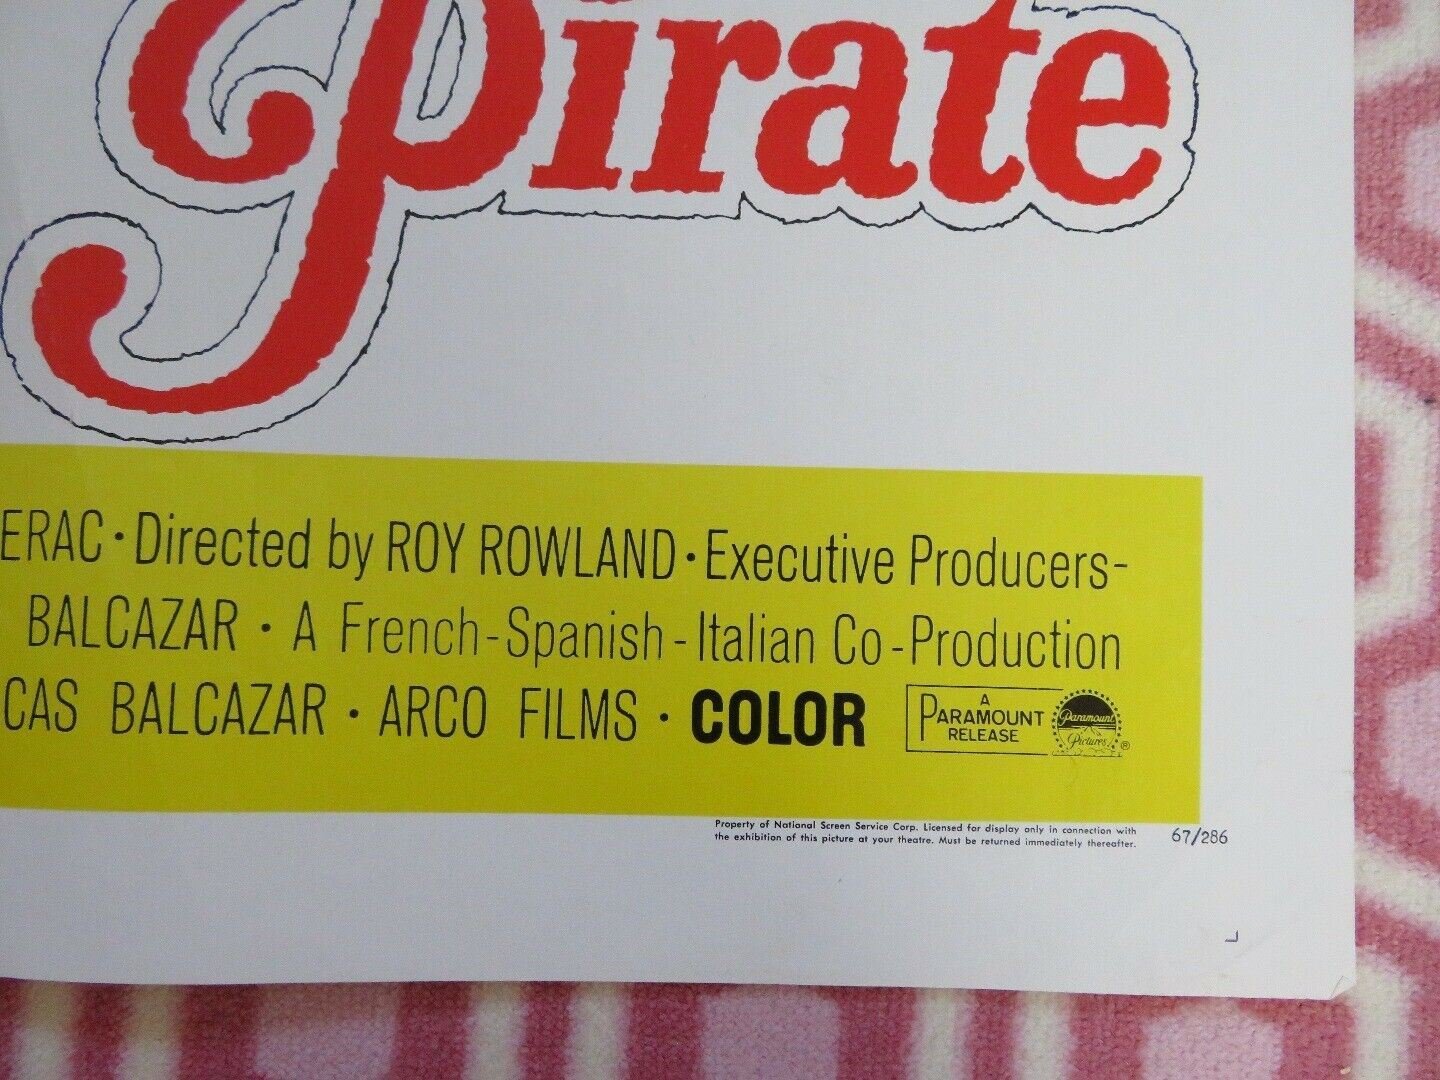 Pirate
ERAC · Directed by ROY ROWLAND · Executive Producers-
BALCAZAR · A French-Spanish-Italian Co-Production
CAS BALCAZAR · ARCO FILMS · COLOR
A
PARAMOUNT
RELEASE
Paramount
Pictures
®
Property of National Screen Service Corp. Licensed for display only in connection with
the exhibition of this picture at your theatre. Must be returned immediately thereafter.
67/286